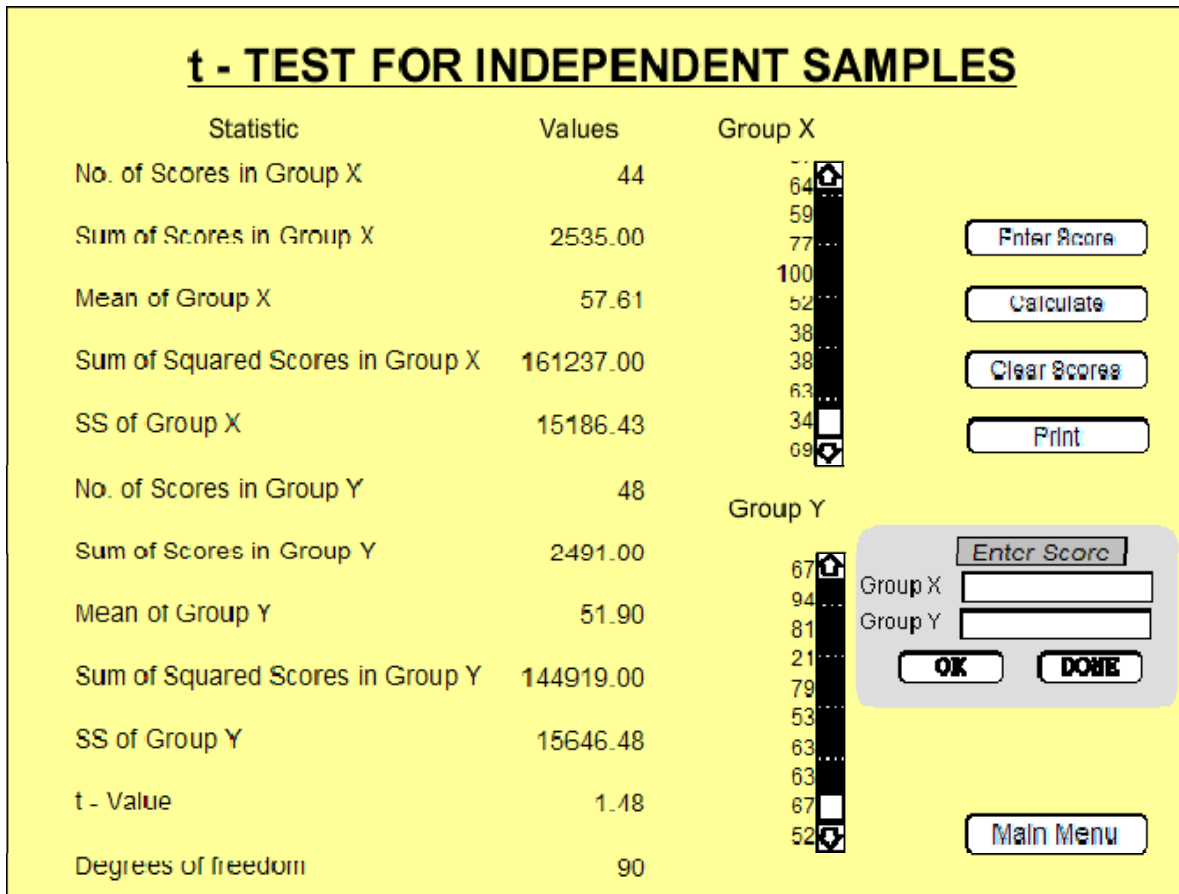 t - TEST FOR INDEPENDENT SAMPLES
Statistic Values Group X
No. of Scores in Group X 44
Sum of Scores in Group X 2535.00
Mean of Group X 57.61
Sum of Squared Scores in Group X 161237.00
SS of Group X 15186.43
No. of Scores in Group Y 48
Sum of Scores in Group Y 2491.00
Mean of Group Y 51.90
Sum of Squared Scores in Group Y 144919.00
SS of Group Y 15646.48
t - Value 1.48
Degrees of freedom 90
64
59
77
100
52
38
38
63
34
69
Group Y
67
94
81
21
79
53
63
63
67
52
Enter Score
Calculate
Clear Scores
Print
Enter Score
Group X
Group Y
OK DONE
Main Menu